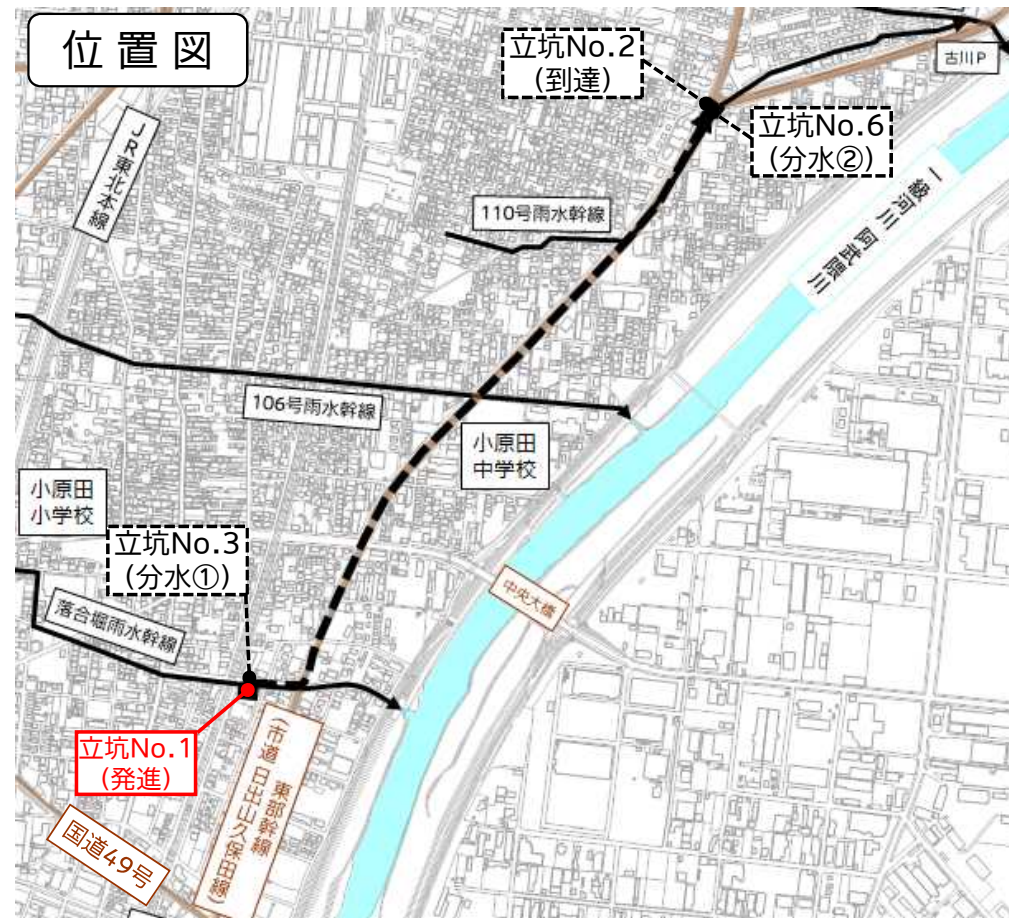 位置図
立坑No.2
(到達)
古川P
立坑No.6
(分水②)
JR東北本線
一級河川 阿武隈川
110号雨水幹線
106号雨水幹線
小原田
中学校
小原田
小学校
立坑No.3
(分水①)
中央大橋
落合堀雨水幹線
立坑No.1
(発進)
東部幹線
(市道 日出山久保田線)
国道49号